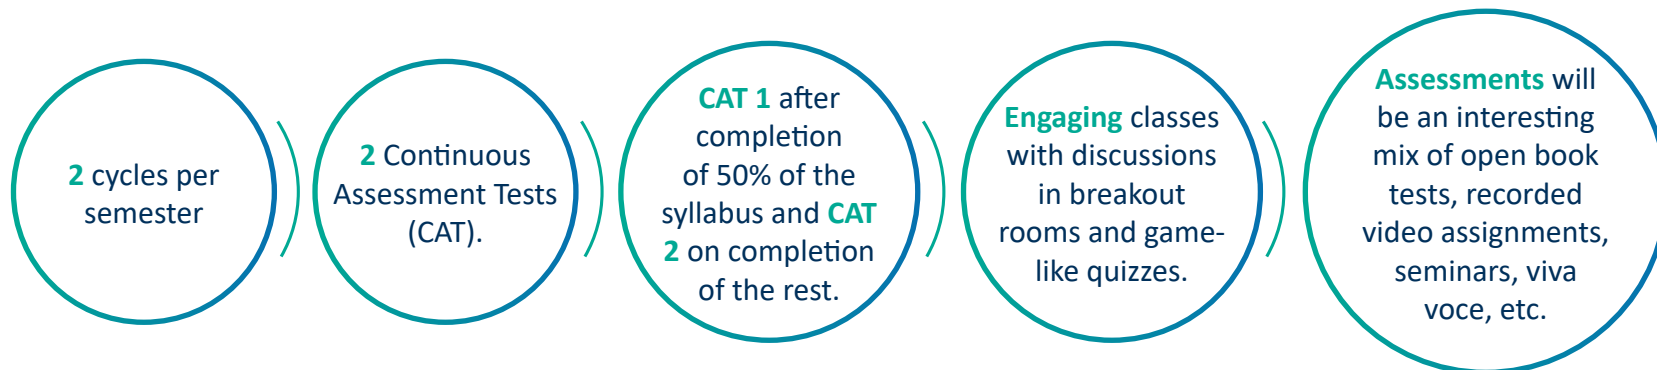 2 cycles per
semester
2 Continuous
Assessment Tests
(CAT).
CAT 1 after
completion
of 50% of the
syllabus and CAT
2 on completion
of the rest.
Engaging classes
with discussions
in breakout
rooms and game-
like quizzes.
Assessments will
be an interesting
mix of open book
tests, recorded
video assignments,
seminars, viva
voce, etc.